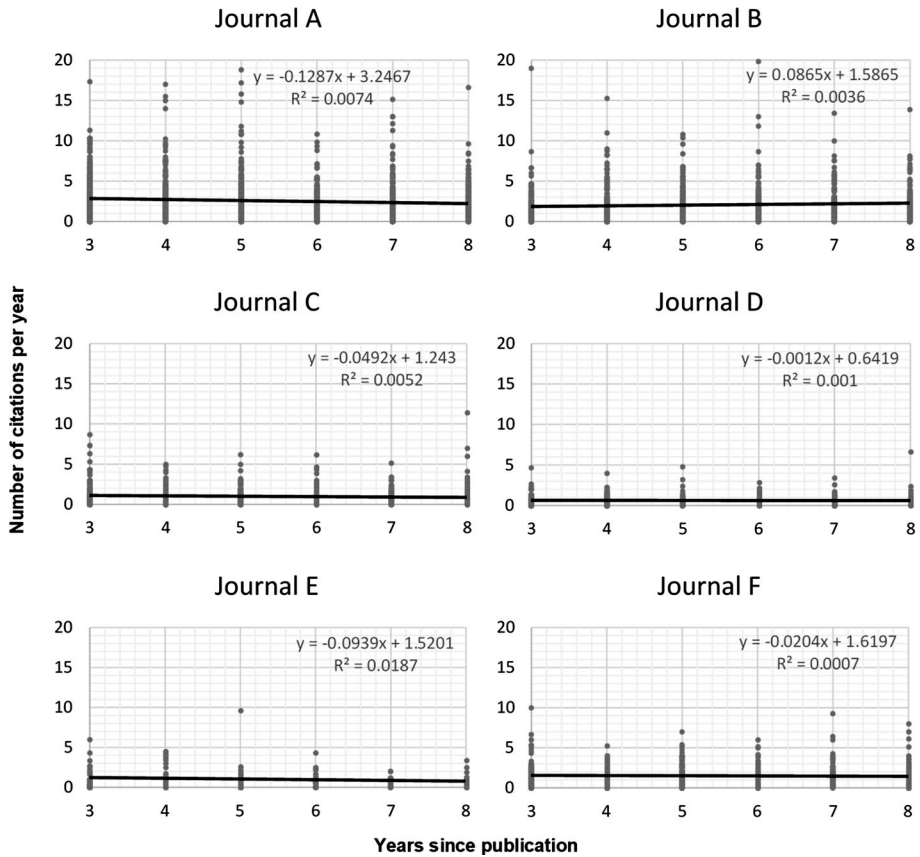 Journal A
20
15
10
5
0
y = -0.1287x + 3.2467
R² = 0.0074
3 4 5 6 7 8
Journal B
20
15
10
5
0
y = 0.0865x + 1.5865
R² = 0.0036
3 4 5 6 7 8
Number of citations per year
Journal C
20
15
10
5
0
y = -0.0492x + 1.243
R² = 0.0052
3 4 5 6 7 8
Journal D
20
15
10
5
0
y = -0.0012x + 0.6419
R² = 0.001
3 4 5 6 7 8
Journal E
20
15
10
5
0
y = -0.0939x + 1.5201
R² = 0.0187
3 4 5 6 7 8
Journal F
20
15
10
5
0
y = -0.0204x + 1.6197
R² = 0.0007
3 4 5 6 7 8
Years since publication